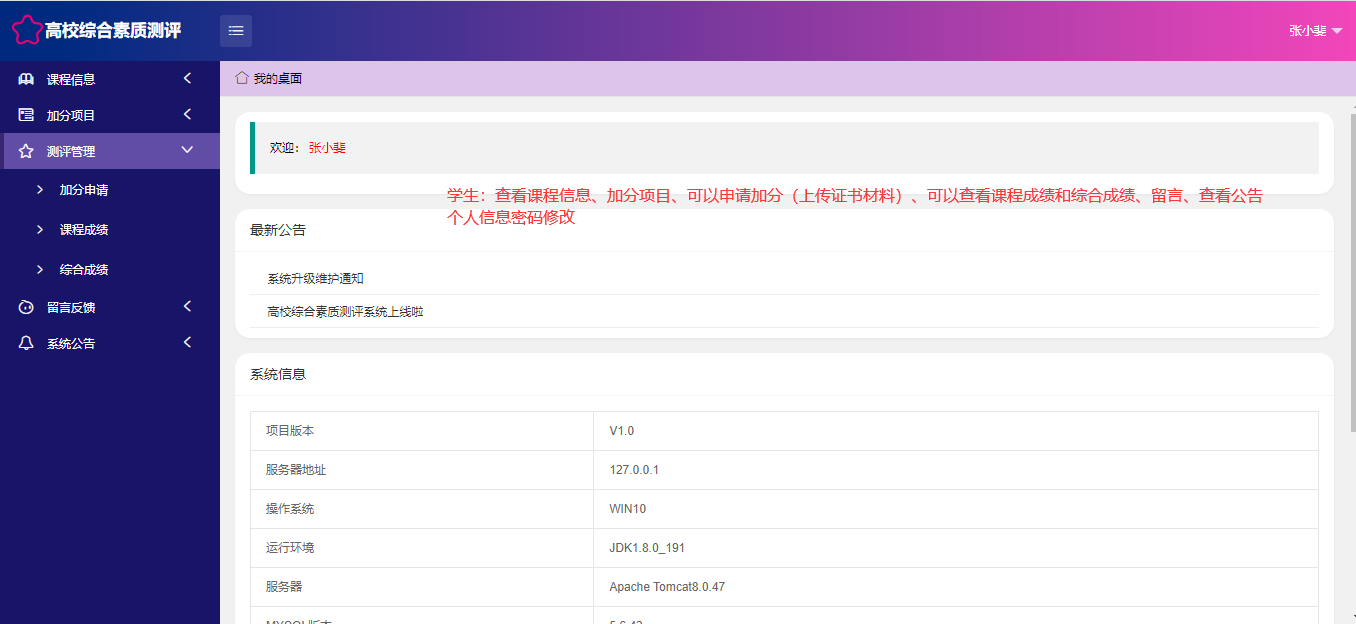 高校综合素质测评
张小斐
课程信息
加分项目
测评管理
加分申请
课程成绩
综合成绩
留言反馈
系统公告
我的桌面
欢迎： 张小斐
学生：查看课程信息、加分项目、可以申请加分（上传证书材料）、可以查看课程成绩和综合成绩、留言、查看公告
个人信息密码修改
最新公告
系统升级维护通知
高校综合素质测评系统上线啦
系统信息
项目版本 V1.0
服务器地址 127.0.0.1
操作系统 WIN10
运行环境 JDK1.8.0_191
服务器 Apache Tomcat8.0.47